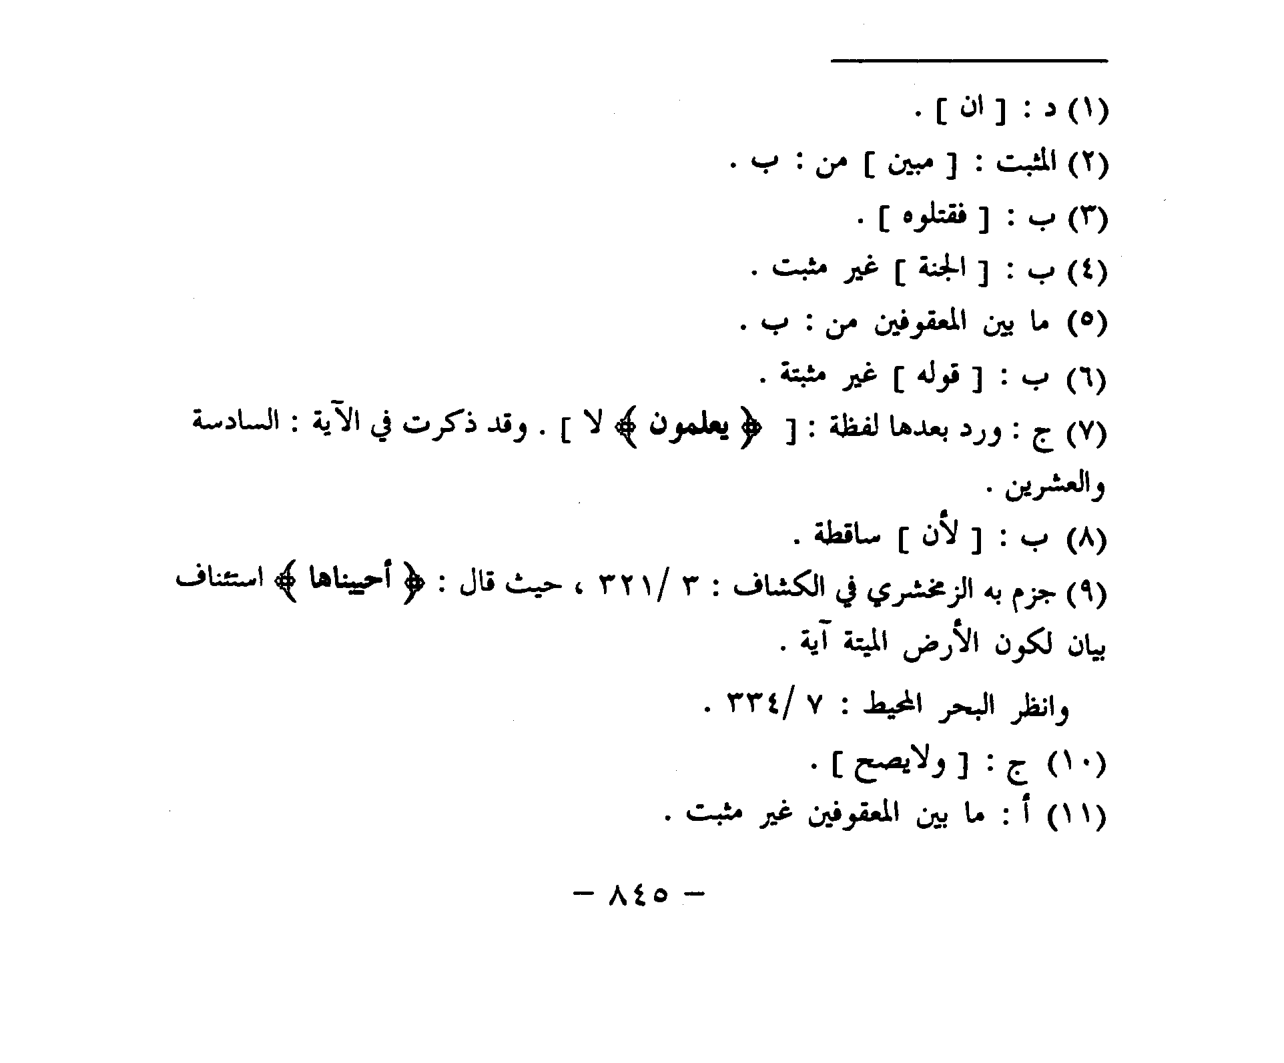 (١) د : [ ان ] .
(٢) المثبت : [ مبين ] من : ب .
(٣) ب : [ فقتلوه ] .
(٤) ب : [ الجنة ] غير مثبت .
(٥) ما بين المعقوفين من : ب .
(٦) ب : [ قوله ] غير مثبتة .
(٧) ج : ورد بعدها لفظة : [ ﴿ يعلمون ﴾ لا ] . وقد ذكرت في الآية : السادسة
والعشرين .
(٨) ب : [ لأن ] ساقطة .
(٩) جزم به الزمخشري في الكشاف : ٣ /٣٢١ ، حيث قال : ﴿ أحييناها ﴾ استئناف
بيان لكون الأرض الميتة آية .
وانظر البحر المحيط : ٧ /٣٣٤ .
(١٠) ج : [ ولايصح ] .
(١١) أ : ما بين المعقوفين غير مثبت .
– ٨٤٥ –